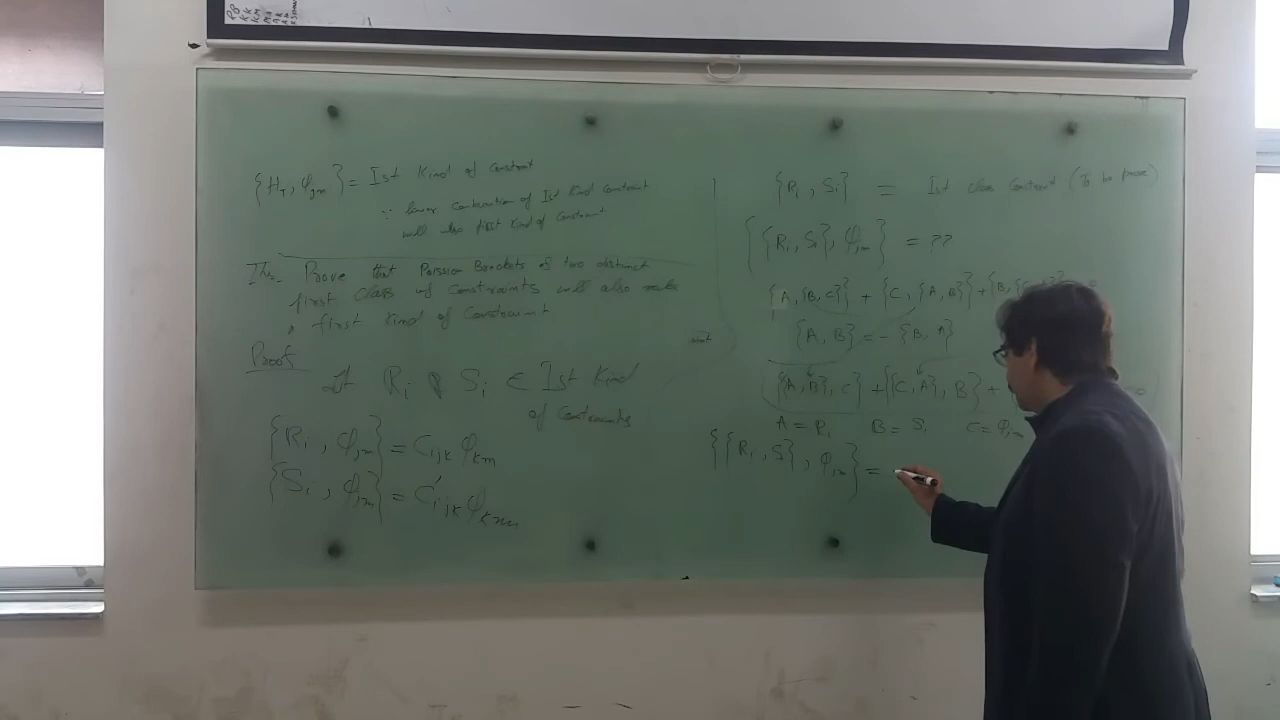 {H_T, φ_jm} = Ist Kind of Constraint
∵ linear combination of Ist Kind constraint
will also first Kind of Constraint
Prove that Poission Brackets of two distinct
first class of Constraints will also make
first Kind of Constraint
Proof
If R_i & S_i ∈ Ist Kind
of Constraints
{R_i, φ_jm} = C_ijk φ_km
{S_i, φ_jm} = C'_ijk φ_km
{R_i, S_i} = Ist class Constraint (To be prove)
{{R_i, S_i}, φ_jm} = ??
{A, {B, C}} + {C, {A, B}} + {B,
{A, B} = - {B, A}
{{A, B}, C} + {{C, A}, B} +
A = R_i B = S_i C = φ_jm
{{R_i, S_i}, φ_jm} =